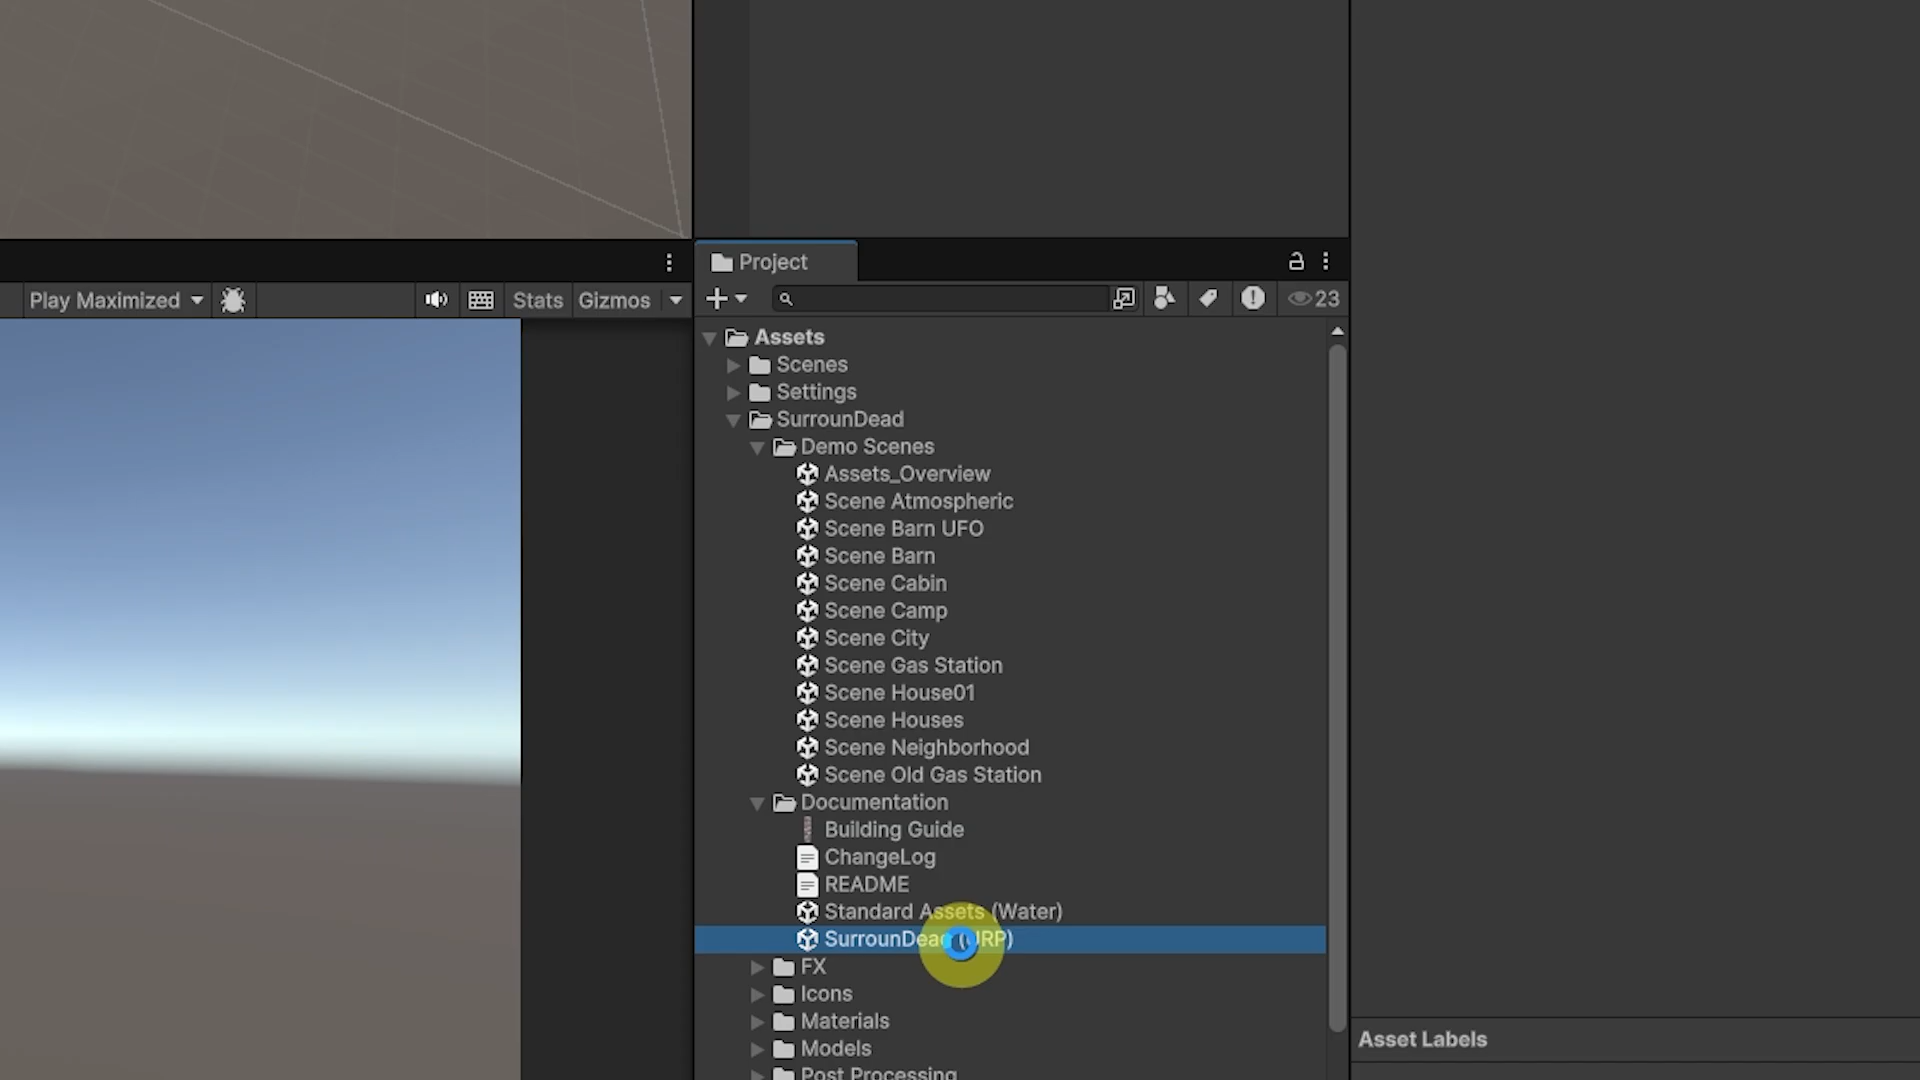 Project
Play Maximized
Stats
Gizmos
23
Assets
Scenes
Settings
SurrounDead
Demo Scenes
Assets_Overview
Scene Atmospheric
Scene Barn UFO
Scene Barn
Scene Cabin
Scene Camp
Scene City
Scene Gas Station
Scene House01
Scene Houses
Scene Neighborhood
Scene Old Gas Station
Documentation
Building Guide
ChangeLog
README
Standard Assets (Water)
SurrounDead (URP)
FX
Icons
Materials
Models
Post Processing
Asset Labels